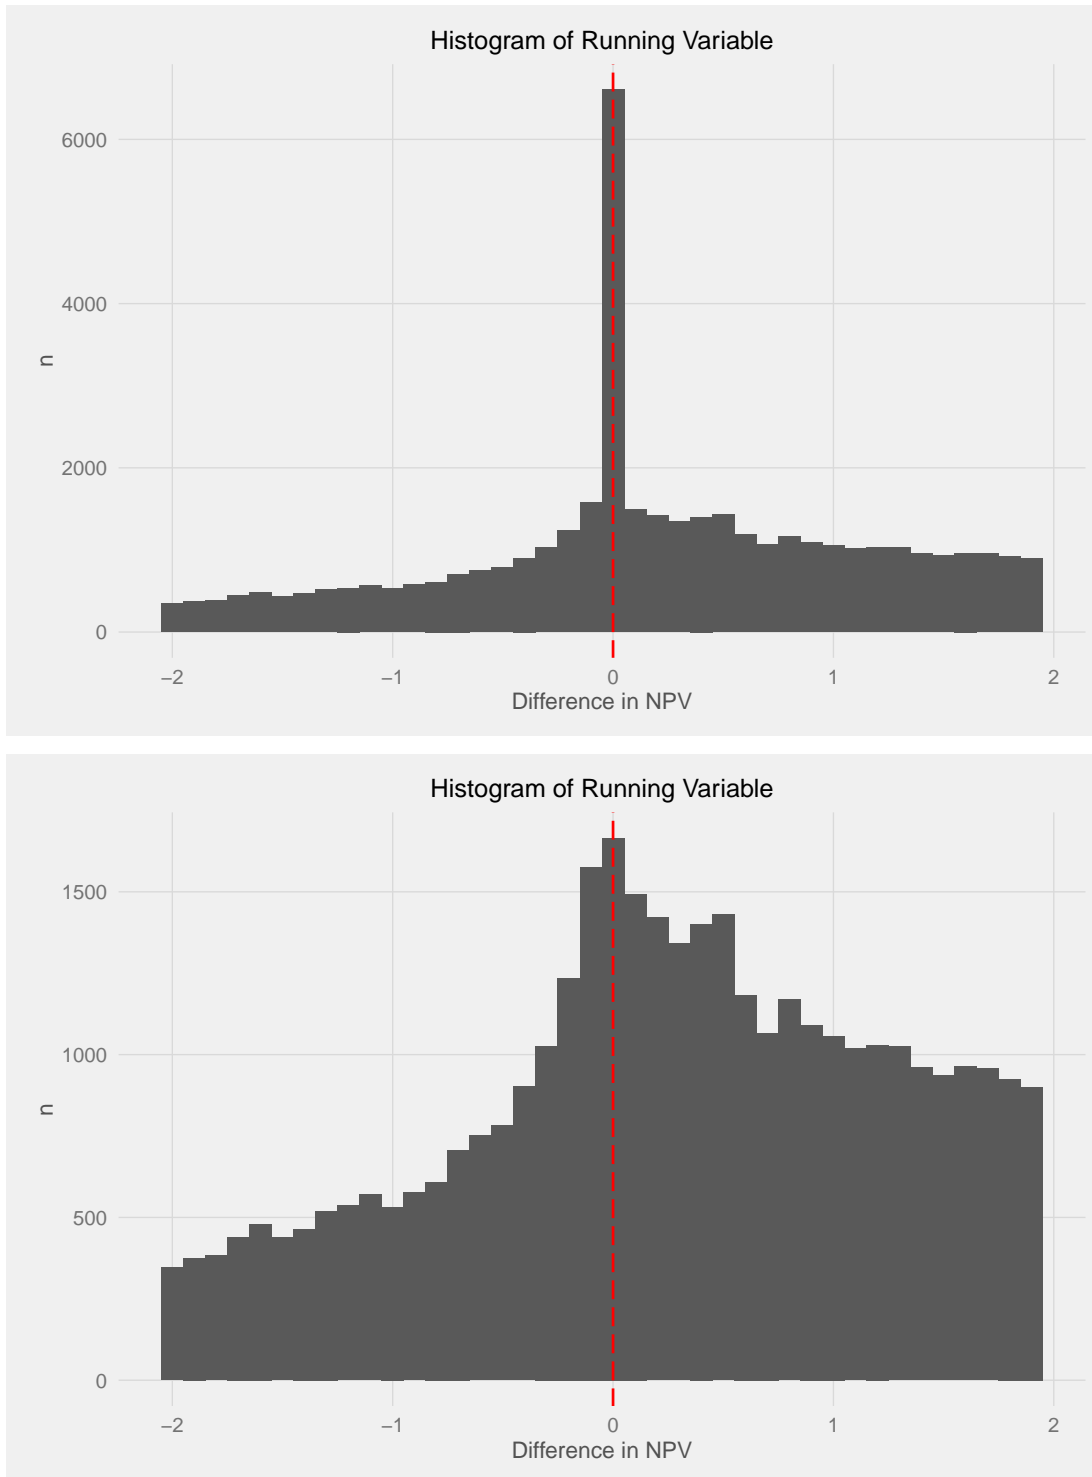 Histogram of Running Variable
6000
4000
2000
0
n
−2 −1 0 1 2
Difference in NPV
Histogram of Running Variable
1500
1000
500
0
n
−2 −1 0 1 2
Difference in NPV